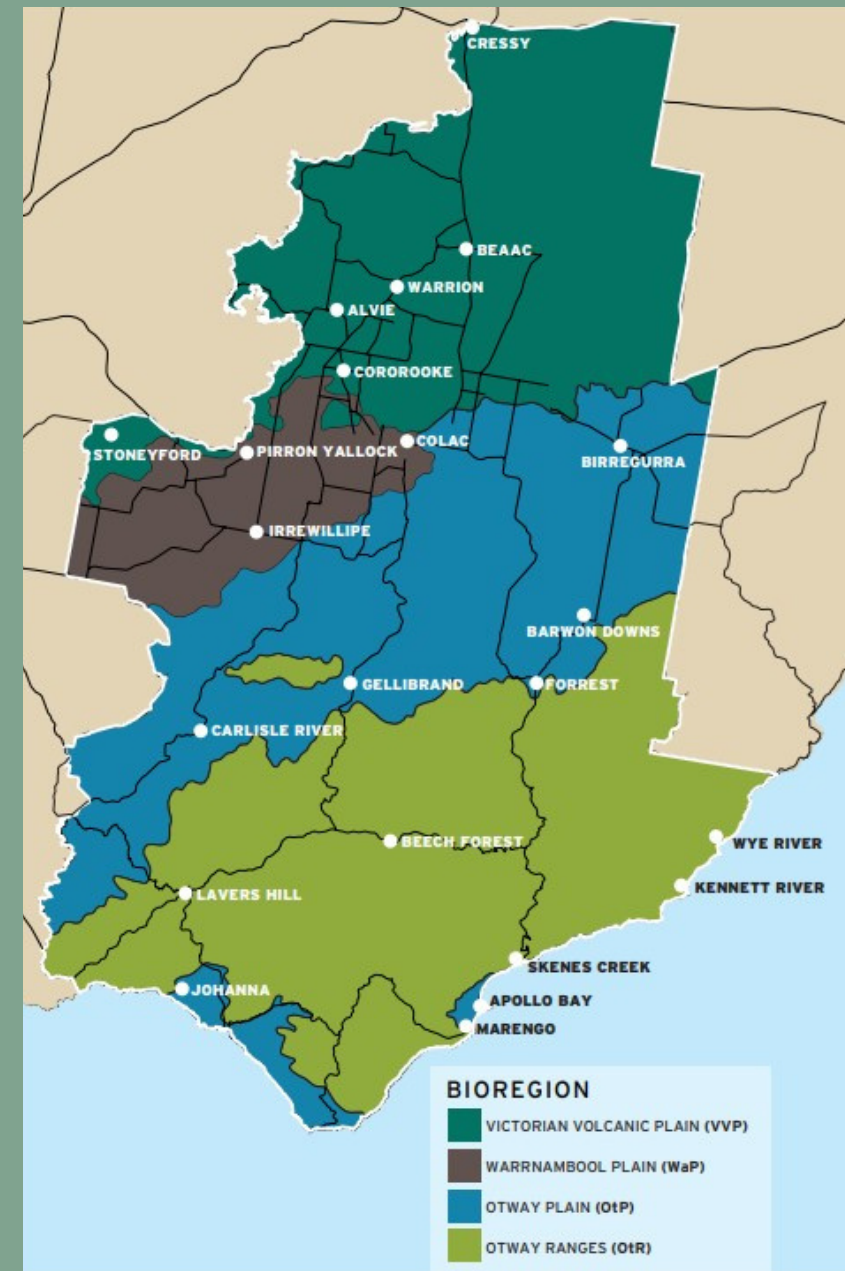 CRESSY
BEAAC
WARRION
ALVIE
COROROOKE
COLAC
STONEYFORD
PIRRON YALLOCK
BIRREGURRA
IRREWILLIPE
BARWON DOWNS
GELLIBRAND
FORREST
CARLISLE RIVER
BEECH FOREST
WYE RIVER
KENNETT RIVER
LAVERS HILL
SKENES CREEK
JOHANNA
APOLLO BAY
MARENGO
BIOREGION
VICTORIAN VOLCANIC PLAIN (VVP)
WARRNAMBOOL PLAIN (WaP)
OTWAY PLAIN (OtP)
OTWAY RANGES (OtR)